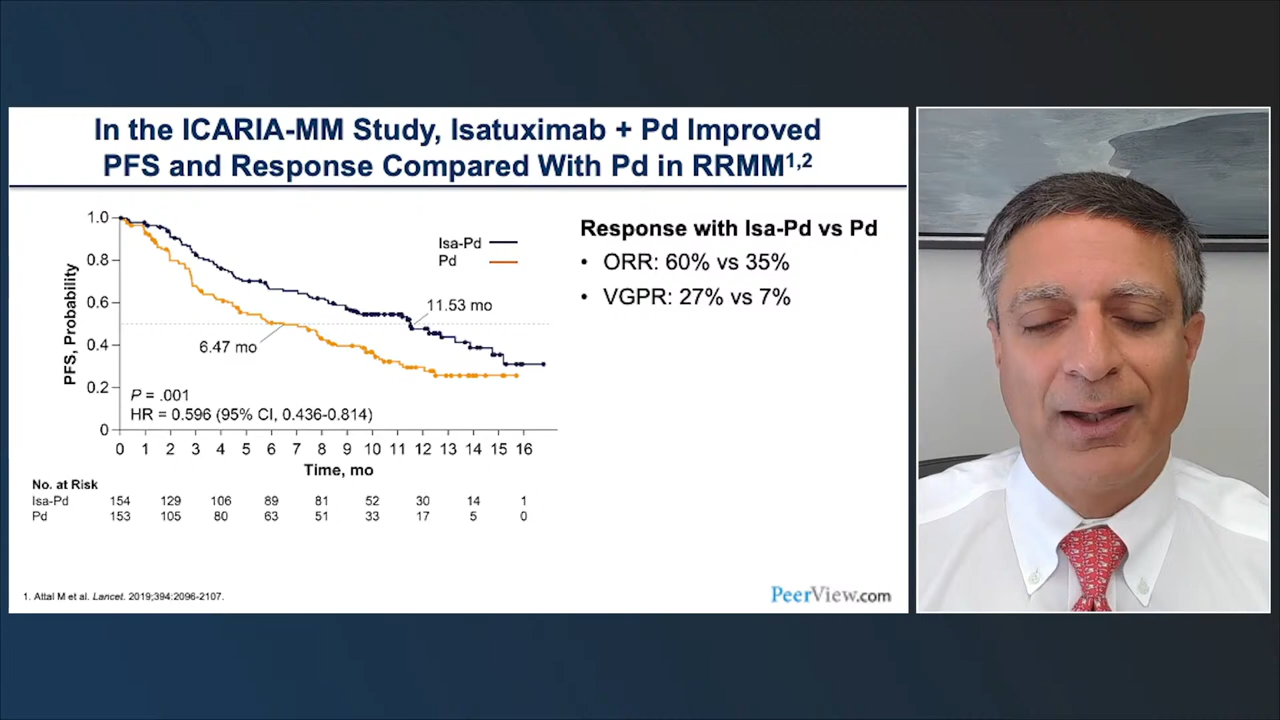 In the ICARIA-MM Study, Isatuximab + Pd Improved
PFS and Response Compared With Pd in RRMM1,2
PFS, Probability
1.0
0.8
0.6
0.4
0.2
0
Isa-Pd
Pd
11.53 mo
6.47 mo
P = .001
HR = 0.596 (95% CI, 0.436-0.814)
0 1 2 3 4 5 6 7 8 9 10 11 12 13 14 15 16
Time, mo
No. at Risk
Isa-Pd 154 129 106 89 81 52 30 14 1
Pd 153 105 80 63 51 33 17 5 0
Response with Isa-Pd vs Pd
• ORR: 60% vs 35%
• VGPR: 27% vs 7%
1. Attal M et al. Lancet. 2019;394:2096-2107.
PeerView.com